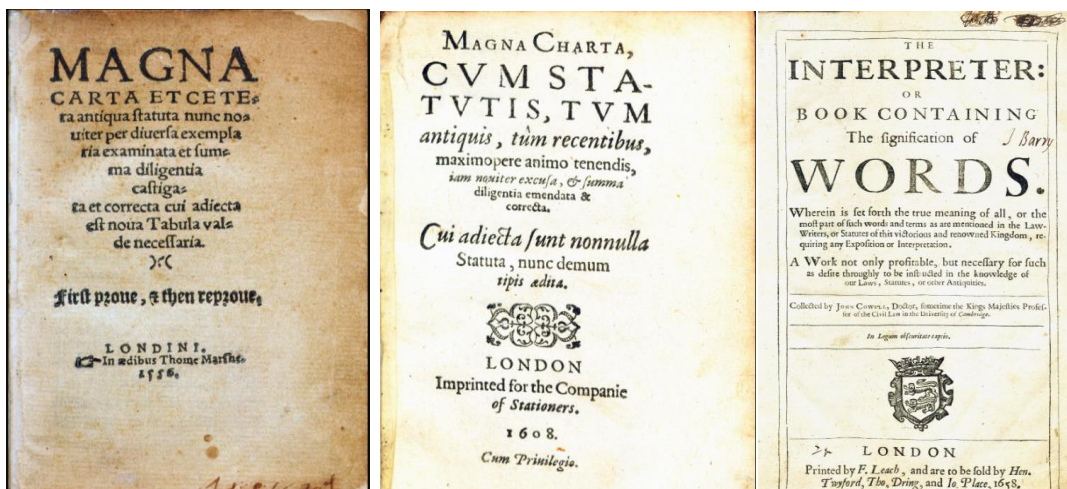 MAGNA
CARTA ETCETE⸗
ra antiqua ſtatuta nunc no⸗
uiter per diuerſa exempla
ria examinata et ſum⸗
ma diligentia
caſtiga⸗
ta et correcta cui adiecta
eſt noua Tabula val⸗
de neceſſaria.
Firſt proue, & then reproue.
LONDINI.
☛In ædibus Thome Marſhe.
1556.
MAGNA CHARTA,
CVM STA-
TVTIS, TVM
antiquis, tùm recentibus,
maximopere animo tenendis,
iam nouiter excuſa, & ſumma
diligentia emendata &
correcta.
Cui adiecta ſunt nonnulla
Statuta, nunc demum
tipis ædita.
LONDON
Imprinted for the Companie
of Stationers.
1608.
Cum Priuilegio.
THE
INTERPRETER:
OR
BOOK CONTAINING
The ſignification of
J Barry
WORDS.
Wherein is ſet forth the true meaning of all, or the
moſt part of ſuch words and terms as are mentioned in the Law-
Writers, or Statutes of this victorious and renowned Kingdom, re-
quiring any Expoſition or Interpretation.
A Work not only profitable, but neceſſary for ſuch
as deſire throughly to be inſtucted in the knowledge of
our Laws, Statutes, or other Antiquities.
Collected by JOHN COWELL, Doctor, ſometime the Kings Majeſties Profeſ-
ſor of the Civil Law in the Univerſity of Cambridge.
In Legum obſcuritatem captio.
LONDON
Printed by F. Leach, and are to be ſold by Hen.
Twyford, Tho. Dring, and Io. Place, 1658.